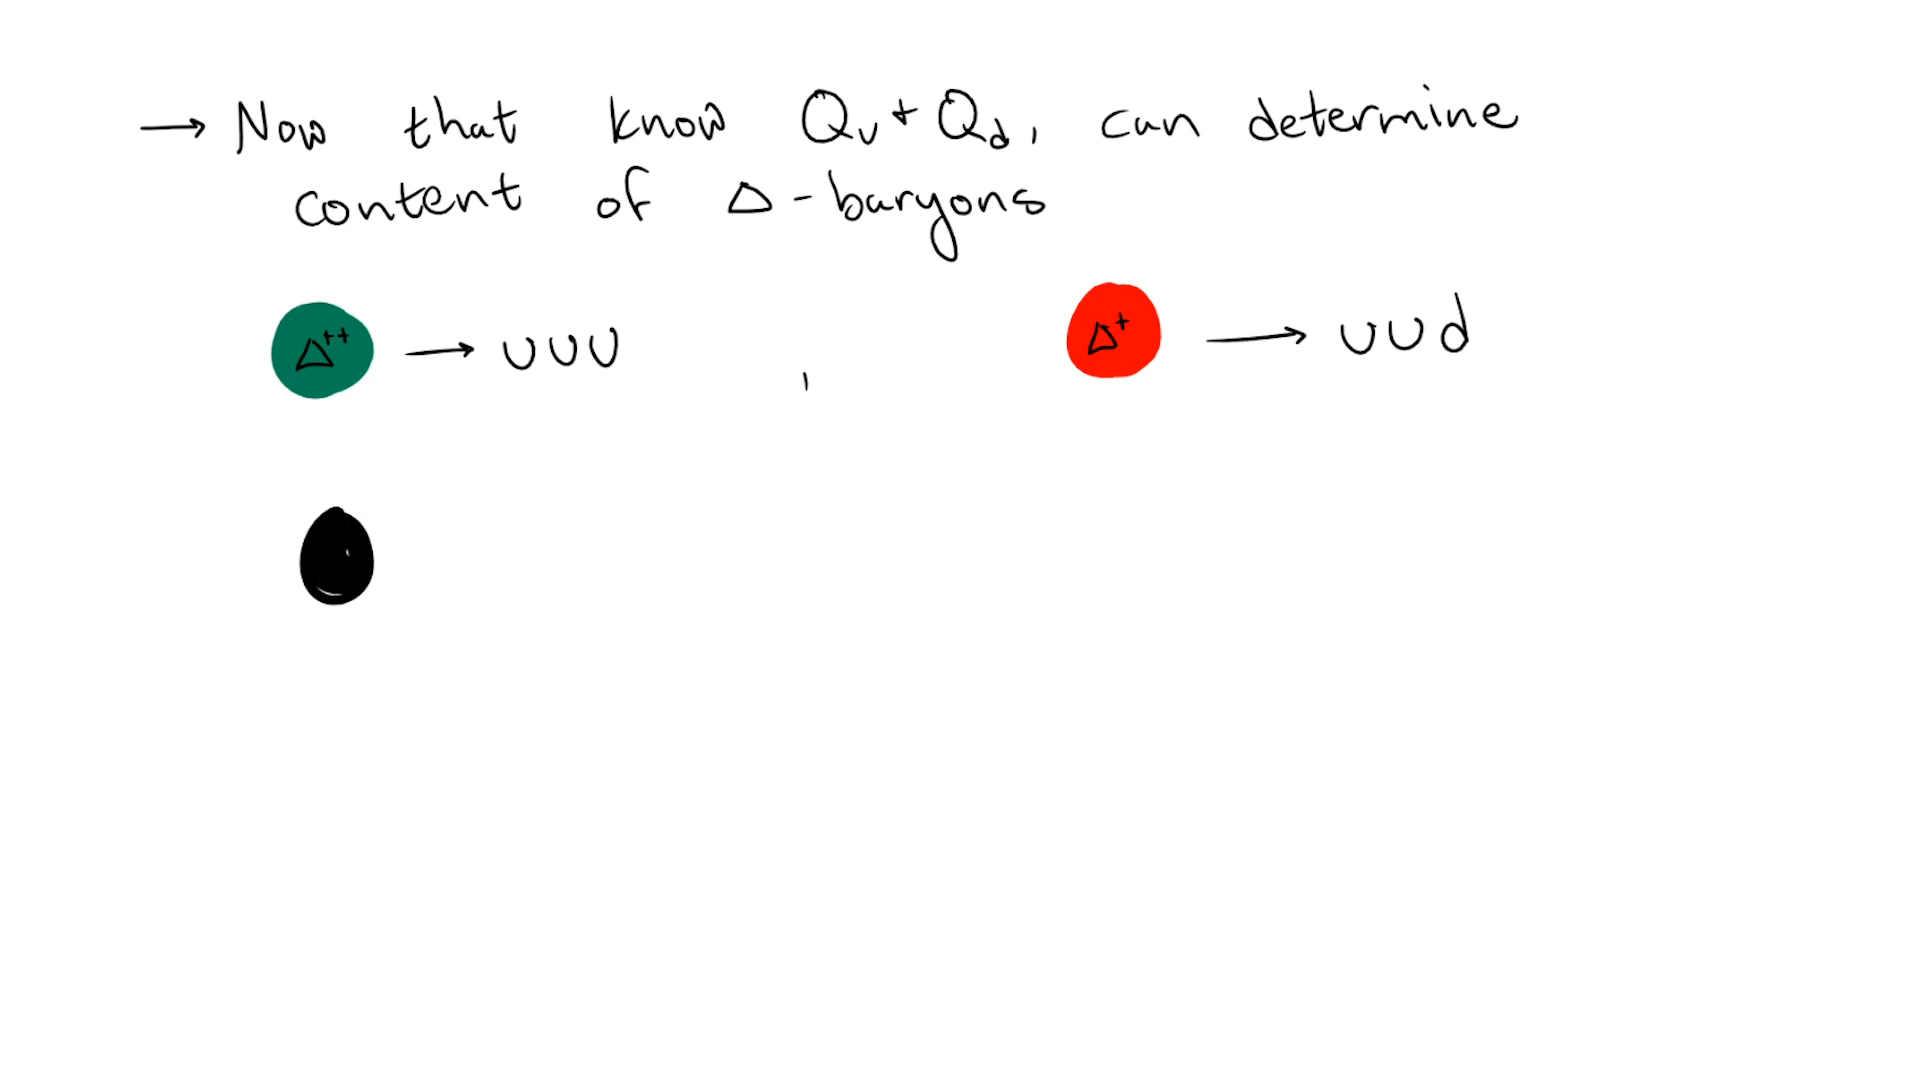 → Now that know Qu + Qd, can determine
content of Δ-baryons
Δ⁺⁺ → uuu , Δ⁺ → uud